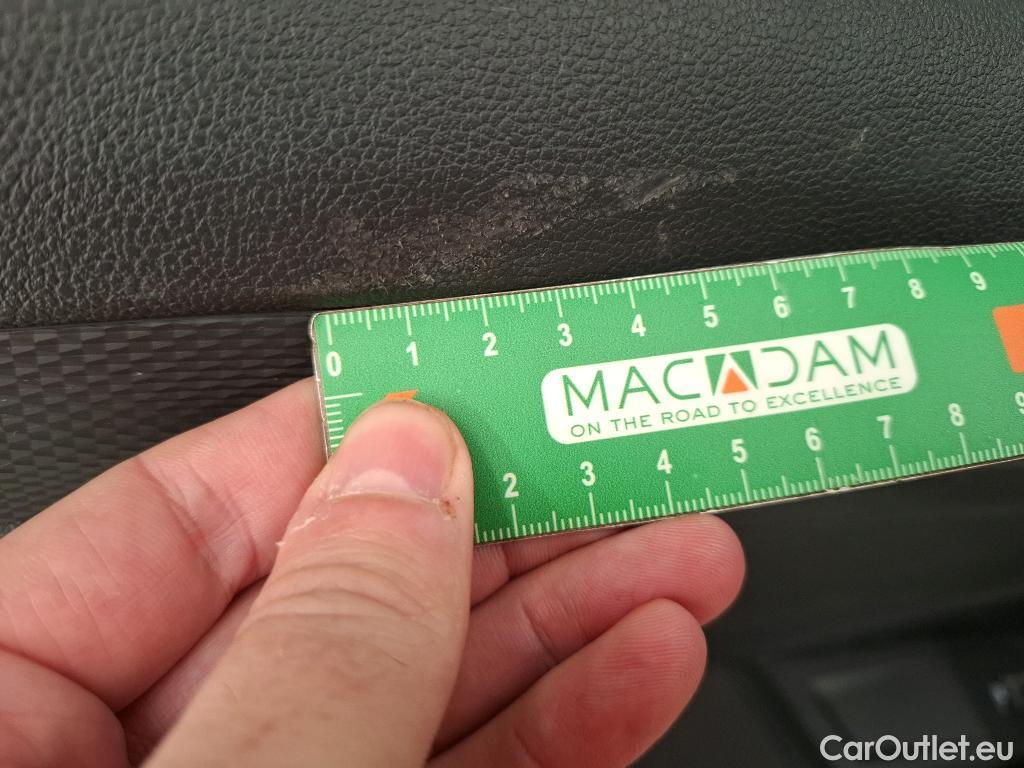 0 1 2 3 4 5 6 7 8 9
MACADAM
ON THE ROAD TO EXCELLENCE
2 3 4 5 6 7 8 9
CarOutlet.eu